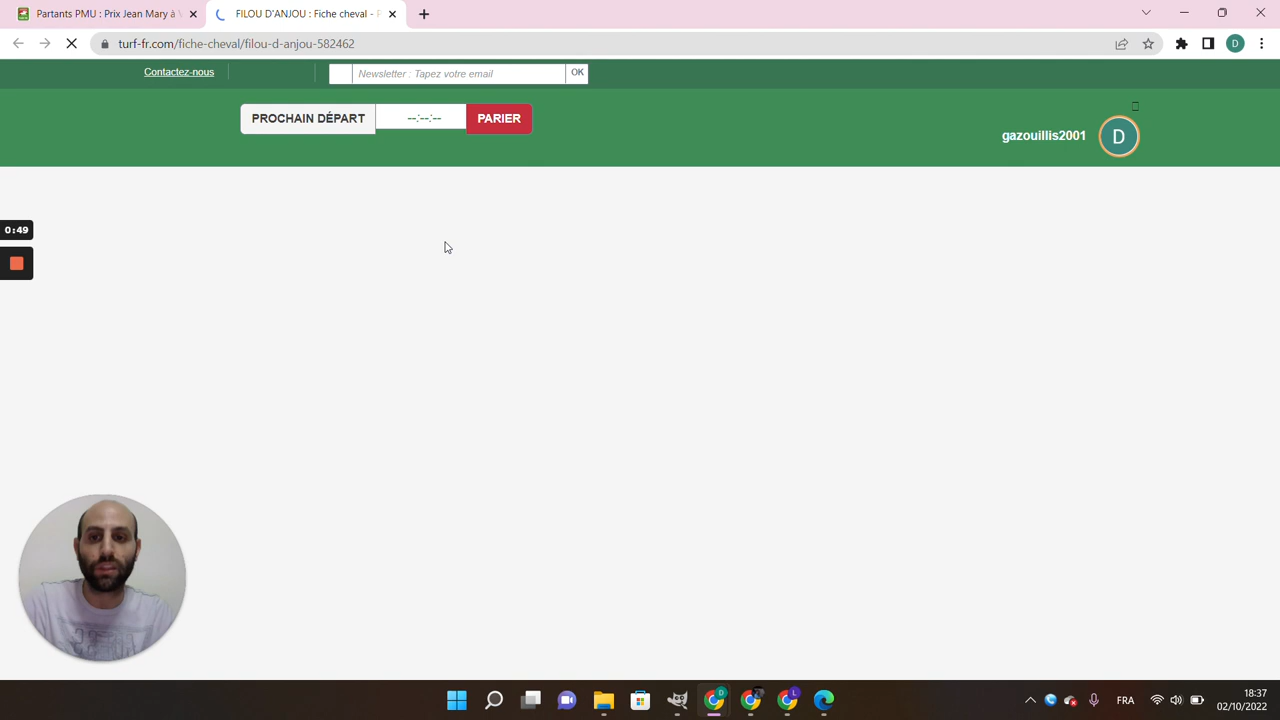 Partants PMU : Prix Jean Mary à V
FILOU D'ANJOU : Fiche cheval - P
turf-fr.com/fiche-cheval/filou-d-anjou-582462
D
Contactez-nous
Newsletter : Tapez votre email
OK
PROCHAIN DÉPART
--:--:--
PARIER
gazouillis2001
D
0:49
D
L
FRA
18:37
02/10/2022